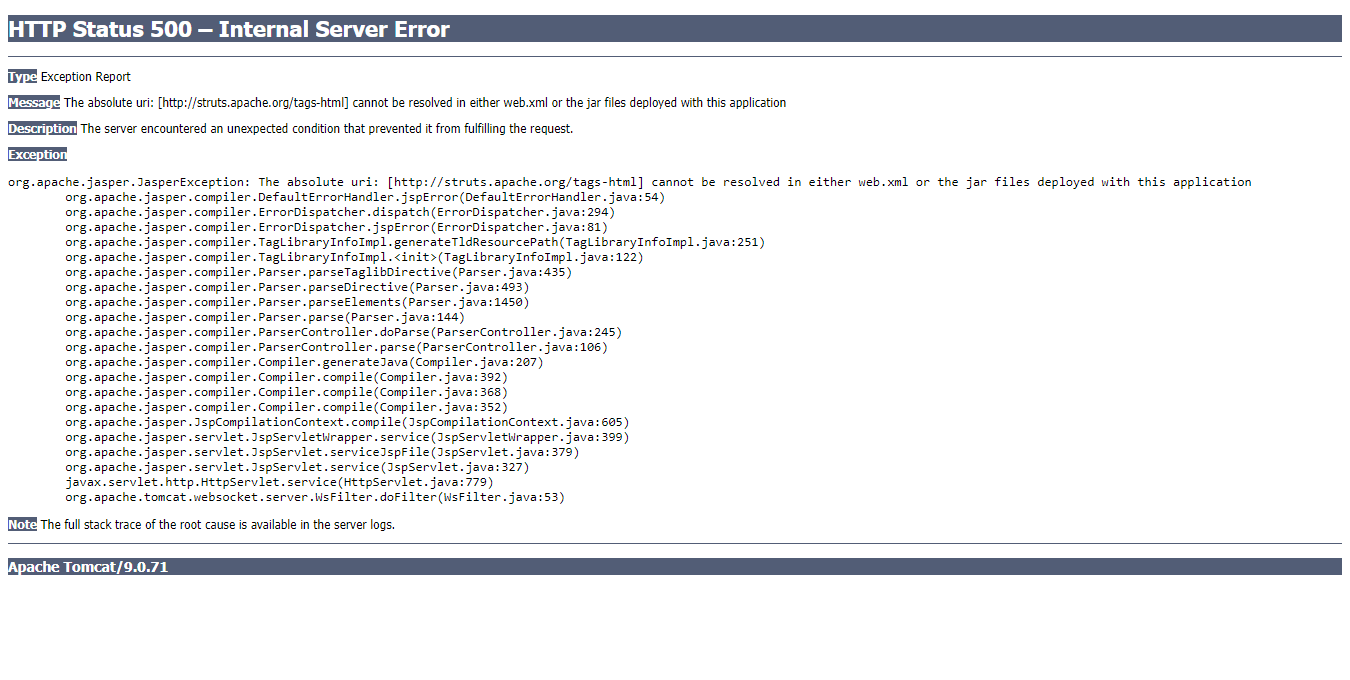 HTTP Status 500 – Internal Server Error
Type Exception Report
Message The absolute uri: [http://struts.apache.org/tags-html] cannot be resolved in either web.xml or the jar files deployed with this application
Description The server encountered an unexpected condition that prevented it from fulfilling the request.
Exception
org.apache.jasper.JasperException: The absolute uri: [http://struts.apache.org/tags-html] cannot be resolved in either web.xml or the jar files deployed with this application
org.apache.jasper.compiler.DefaultErrorHandler.jspError(DefaultErrorHandler.java:54)
org.apache.jasper.compiler.ErrorDispatcher.dispatch(ErrorDispatcher.java:294)
org.apache.jasper.compiler.ErrorDispatcher.jspError(ErrorDispatcher.java:81)
org.apache.jasper.compiler.TagLibraryInfoImpl.generateTldResourcePath(TagLibraryInfoImpl.java:251)
org.apache.jasper.compiler.TagLibraryInfoImpl.<init>(TagLibraryInfoImpl.java:122)
org.apache.jasper.compiler.Parser.parseTaglibDirective(Parser.java:435)
org.apache.jasper.compiler.Parser.parseDirective(Parser.java:493)
org.apache.jasper.compiler.Parser.parseElements(Parser.java:1450)
org.apache.jasper.compiler.Parser.parse(Parser.java:144)
org.apache.jasper.compiler.ParserController.doParse(ParserController.java:245)
org.apache.jasper.compiler.ParserController.parse(ParserController.java:106)
org.apache.jasper.compiler.Compiler.generateJava(Compiler.java:207)
org.apache.jasper.compiler.Compiler.compile(Compiler.java:392)
org.apache.jasper.compiler.Compiler.compile(Compiler.java:368)
org.apache.jasper.compiler.Compiler.compile(Compiler.java:352)
org.apache.jasper.JspCompilationContext.compile(JspCompilationContext.java:605)
org.apache.jasper.servlet.JspServletWrapper.service(JspServletWrapper.java:399)
org.apache.jasper.servlet.JspServlet.serviceJspFile(JspServlet.java:379)
org.apache.jasper.servlet.JspServlet.service(JspServlet.java:327)
javax.servlet.http.HttpServlet.service(HttpServlet.java:779)
org.apache.tomcat.websocket.server.WsFilter.doFilter(WsFilter.java:53)
Note The full stack trace of the root cause is available in the server logs.
Apache Tomcat/9.0.71